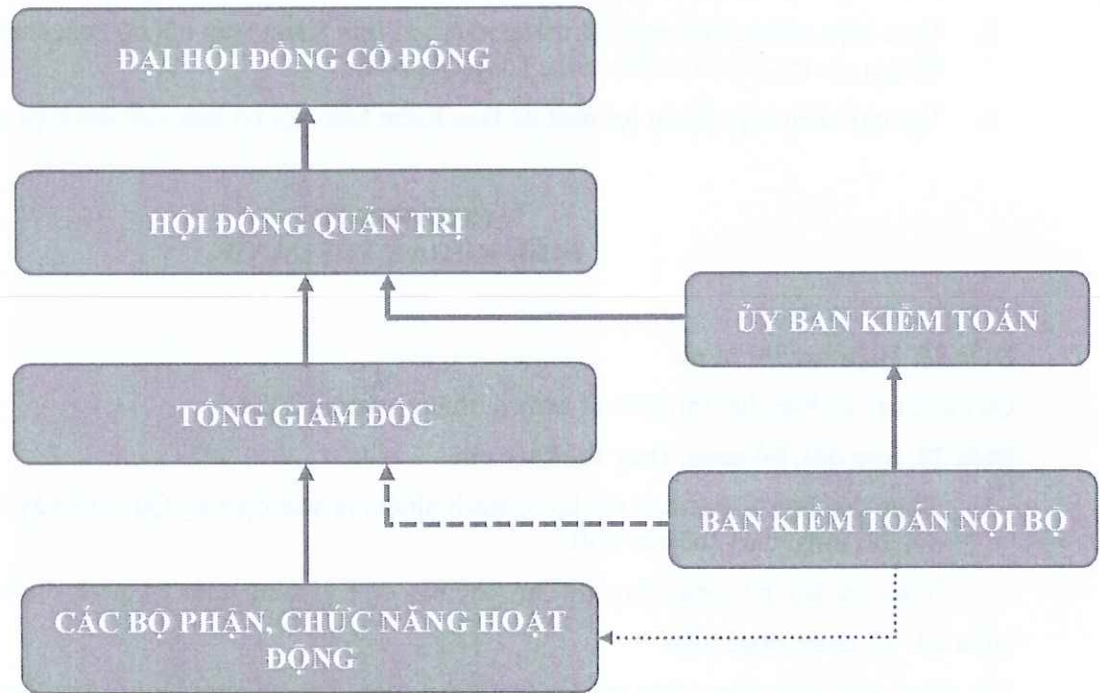 ĐẠI HỘI ĐỒNG CỔ ĐÔNG
HỘI ĐỒNG QUẢN TRỊ
ỦY BAN KIỂM TOÁN
TỔNG GIÁM ĐỐC
BAN KIỂM TOÁN NỘI BỘ
CÁC BỘ PHẬN, CHỨC NĂNG HOẠT
ĐỘNG